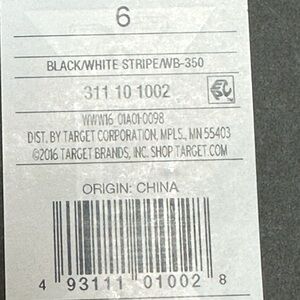 6
BLACK/WHITE STRIPE/WB-350
311 10 1002
WWW16 01A01-0098
DIST. BY TARGET CORPORATION, MPLS., MN 55403
©2016 TARGET BRANDS, INC. SHOP TARGET.COM
ORIGIN: CHINA
4 93111 01002 8